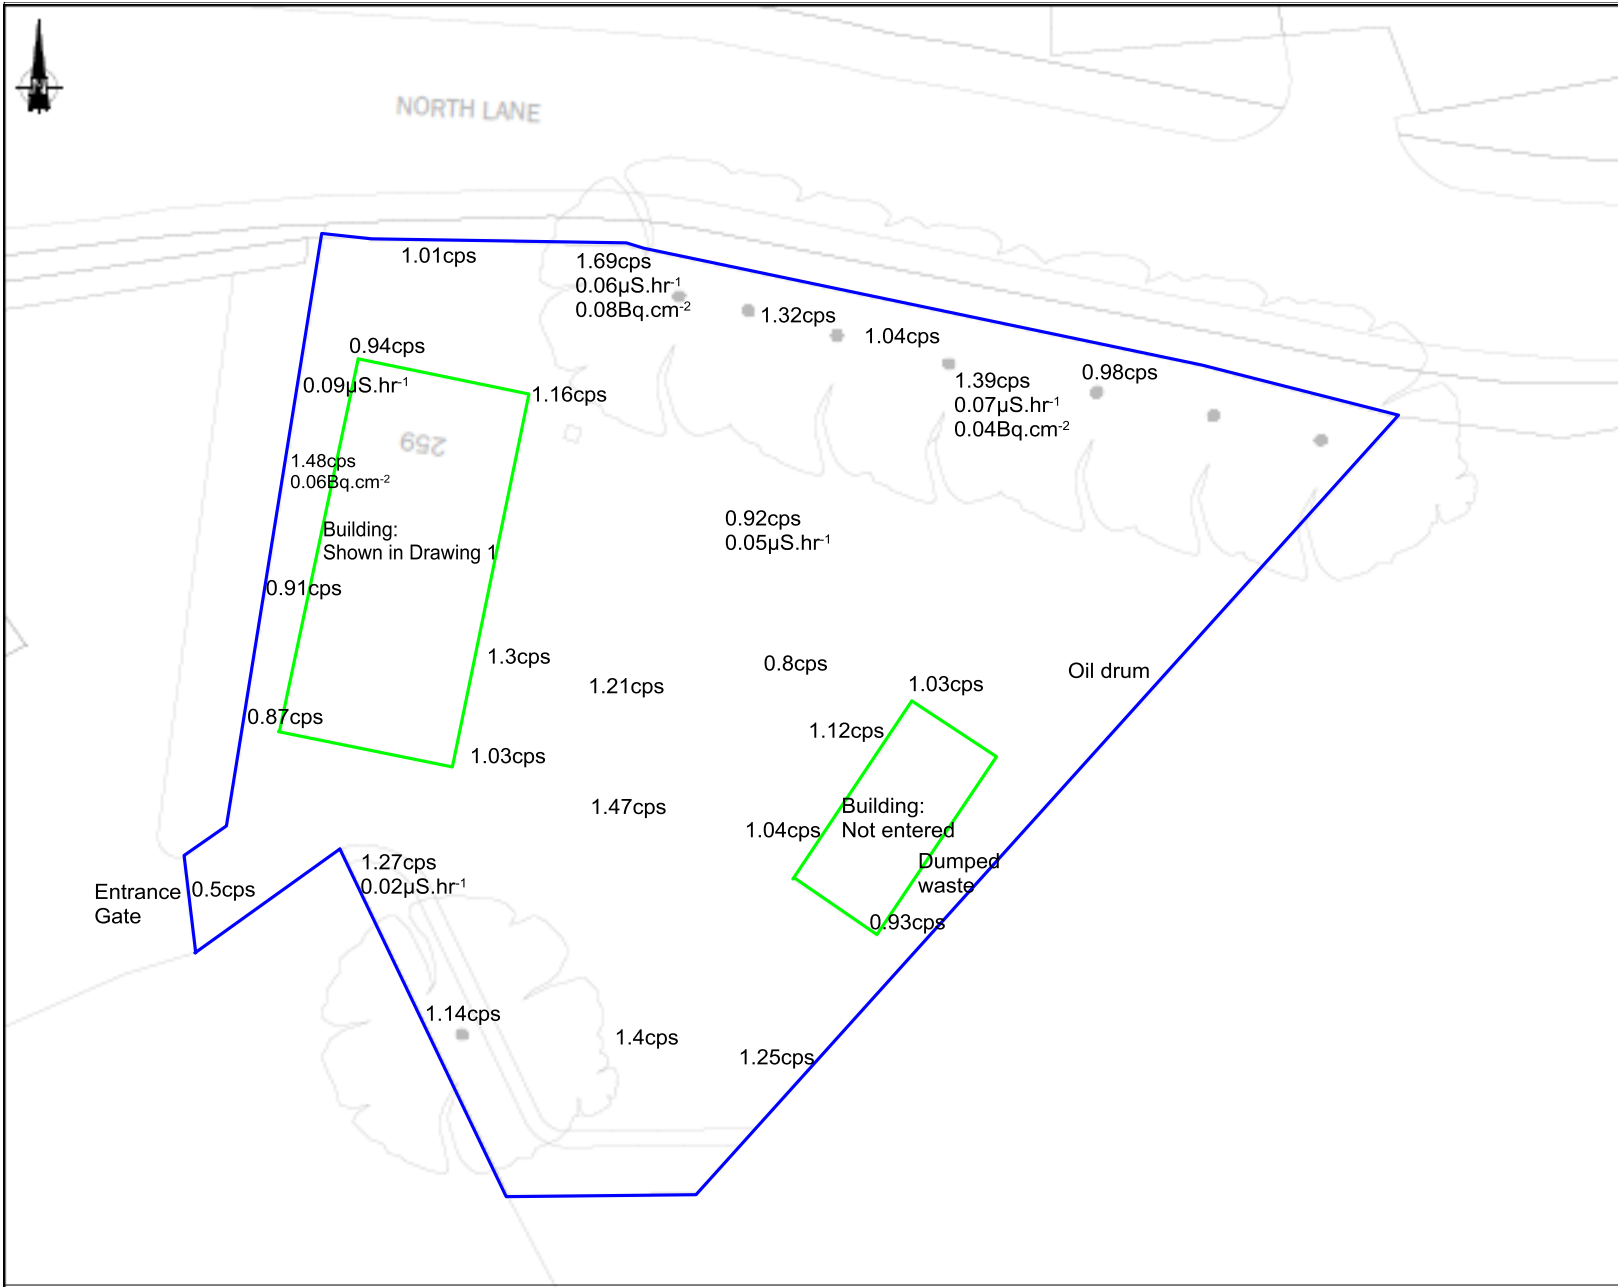 N
NORTH LANE
1.01cps
1.69cps
0.06µS.hr⁻¹
0.08Bq.cm⁻²
1.32cps
1.04cps
0.94cps
0.09µS.hr⁻¹
1.16cps
1.39cps
0.07µS.hr⁻¹
0.04Bq.cm⁻²
0.98cps
259
1.48cps
0.06Bq.cm⁻²
Building:
Shown in Drawing 1
0.92cps
0.05µS.hr⁻¹
0.91cps
1.3cps
1.21cps
0.8cps
Oil drum
1.03cps
0.87cps
1.12cps
1.03cps
1.47cps
Building:
Not entered
1.04cps
1.27cps
0.02µS.hr⁻¹
Dumped
waste
Entrance
Gate
0.5cps
0.93cps
1.14cps
1.4cps
1.25cps